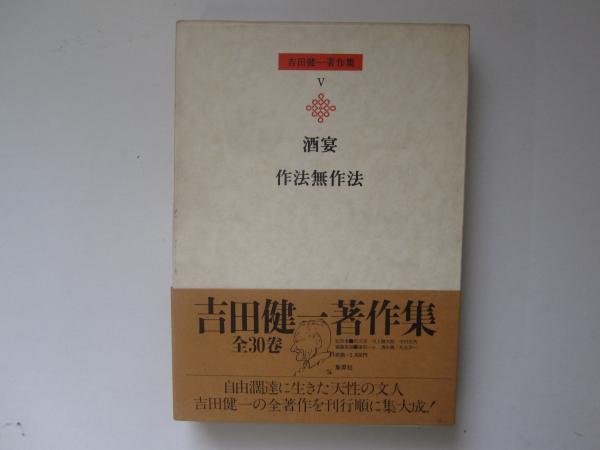 吉田健一著作集
V
酒宴
作法無作法
吉田健一著作集
全30巻
集英社
自由濶達に生きた天性の文人
吉田健一の全著作を刊行順に集大成!